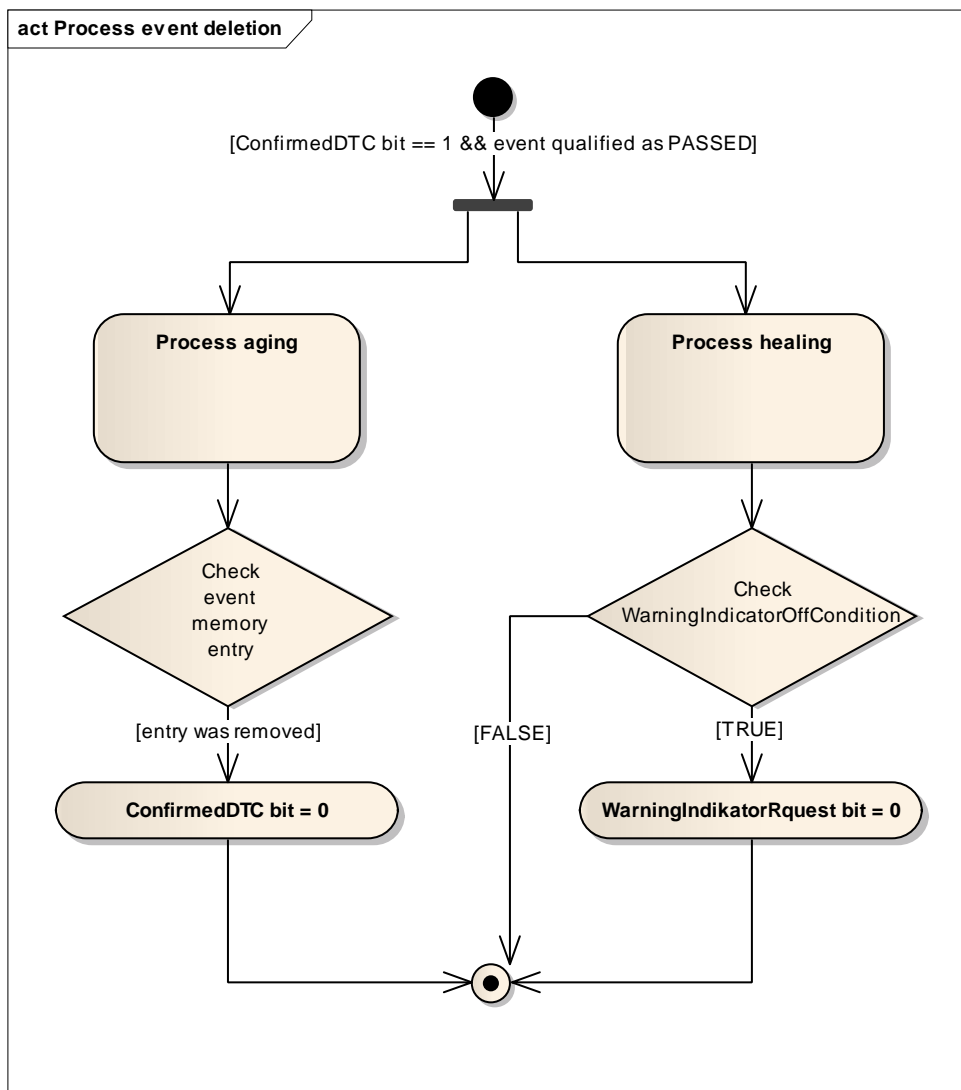 act Process event deletion
[ConfirmedDTC bit == 1 && event qualified as PASSED]
Process aging
Process healing
Check
event
memory
entry
Check
WarningIndicatorOffCondition
[entry was removed]
[FALSE]
[TRUE]
ConfirmedDTC bit = 0
WarningIndikatorRquest bit = 0